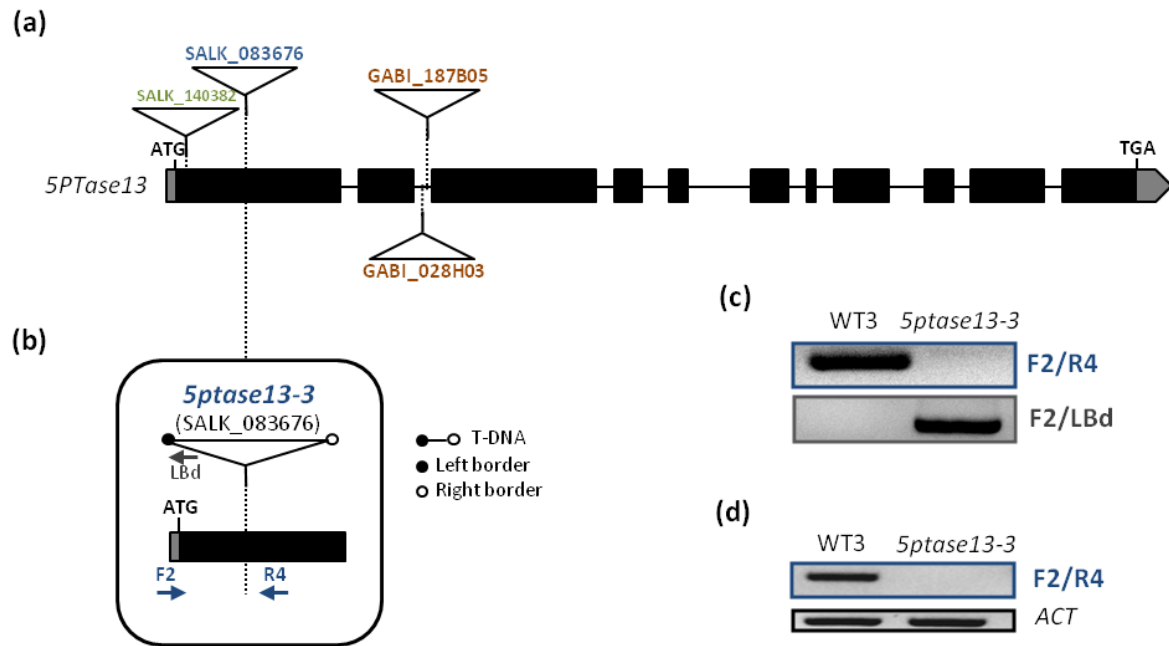 (a)
SALK_083676
SALK_140382
GABI_187B05
ATG
TGA
5PTase13
GABI_028H03
(b)
5ptase13-3
(SALK_083676)
LBd
ATG
F2
R4
T-DNA
Left border
Right border
(c)
WT3 5ptase13-3
F2/R4
F2/LBd
(d)
WT3 5ptase13-3
F2/R4
ACT